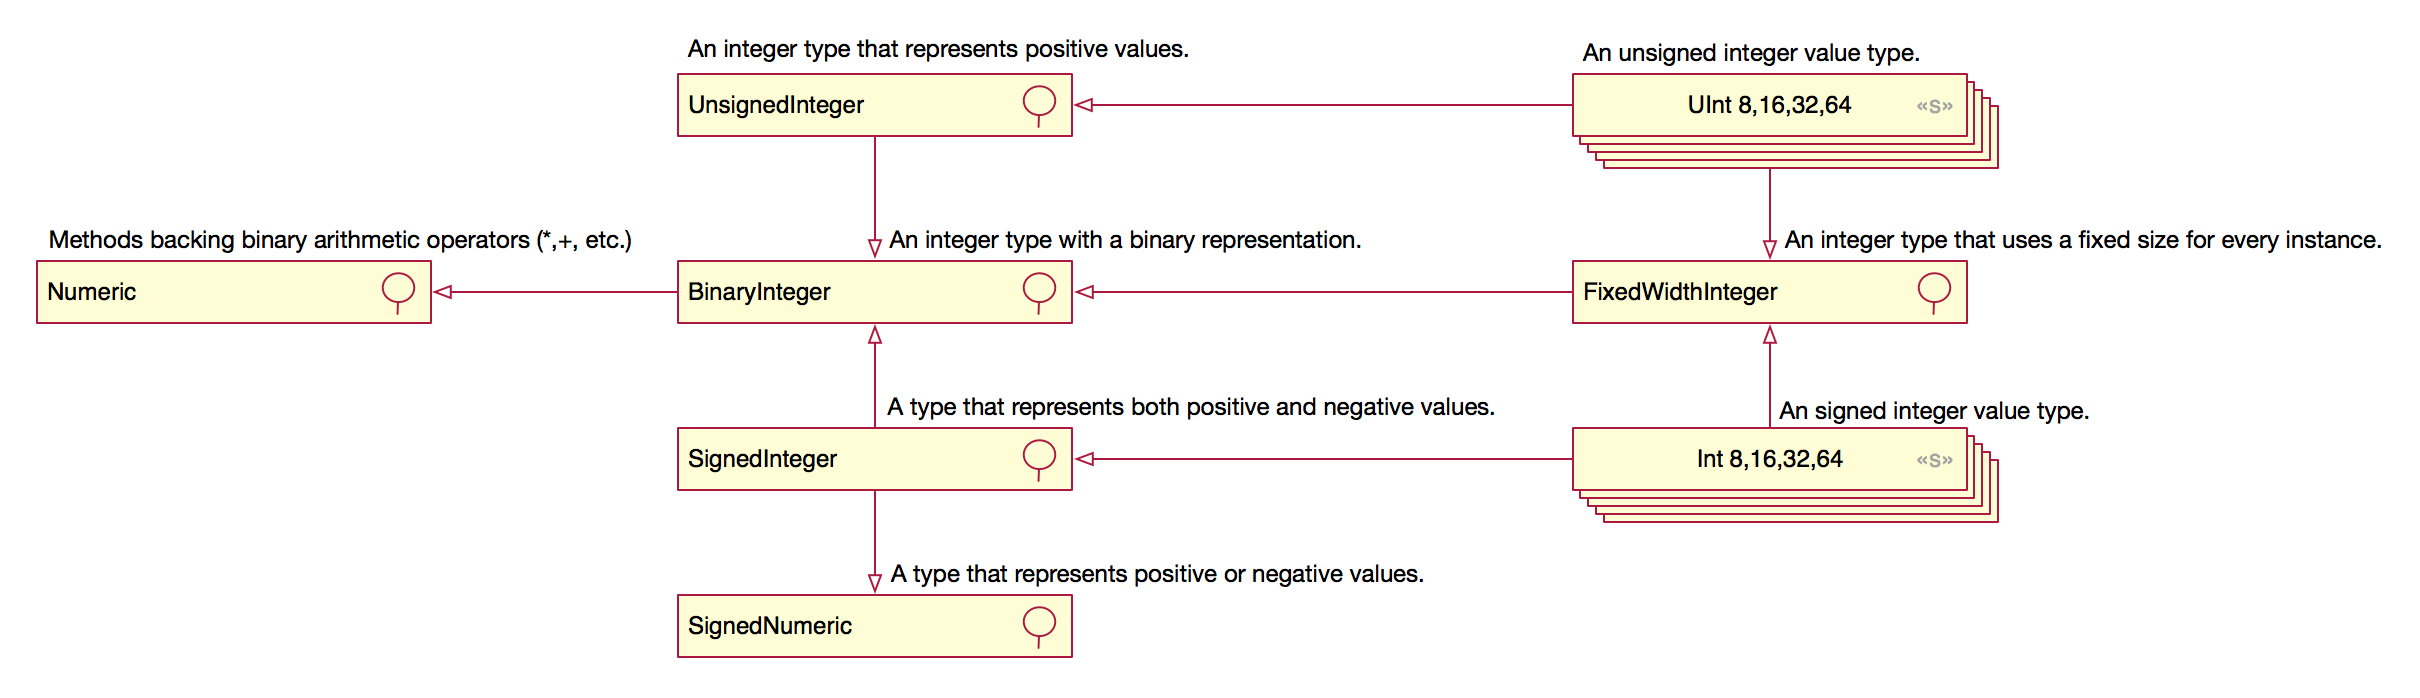 An integer type that represents positive values.
An unsigned integer value type.
UnsignedInteger
UInt 8,16,32,64 «s»
Methods backing binary arithmetic operators (*,+, etc.)
An integer type with a binary representation.
An integer type that uses a fixed size for every instance.
Numeric
BinaryInteger
FixedWidthInteger
A type that represents both positive and negative values.
An signed integer value type.
SignedInteger
Int 8,16,32,64 «s»
A type that represents positive or negative values.
SignedNumeric